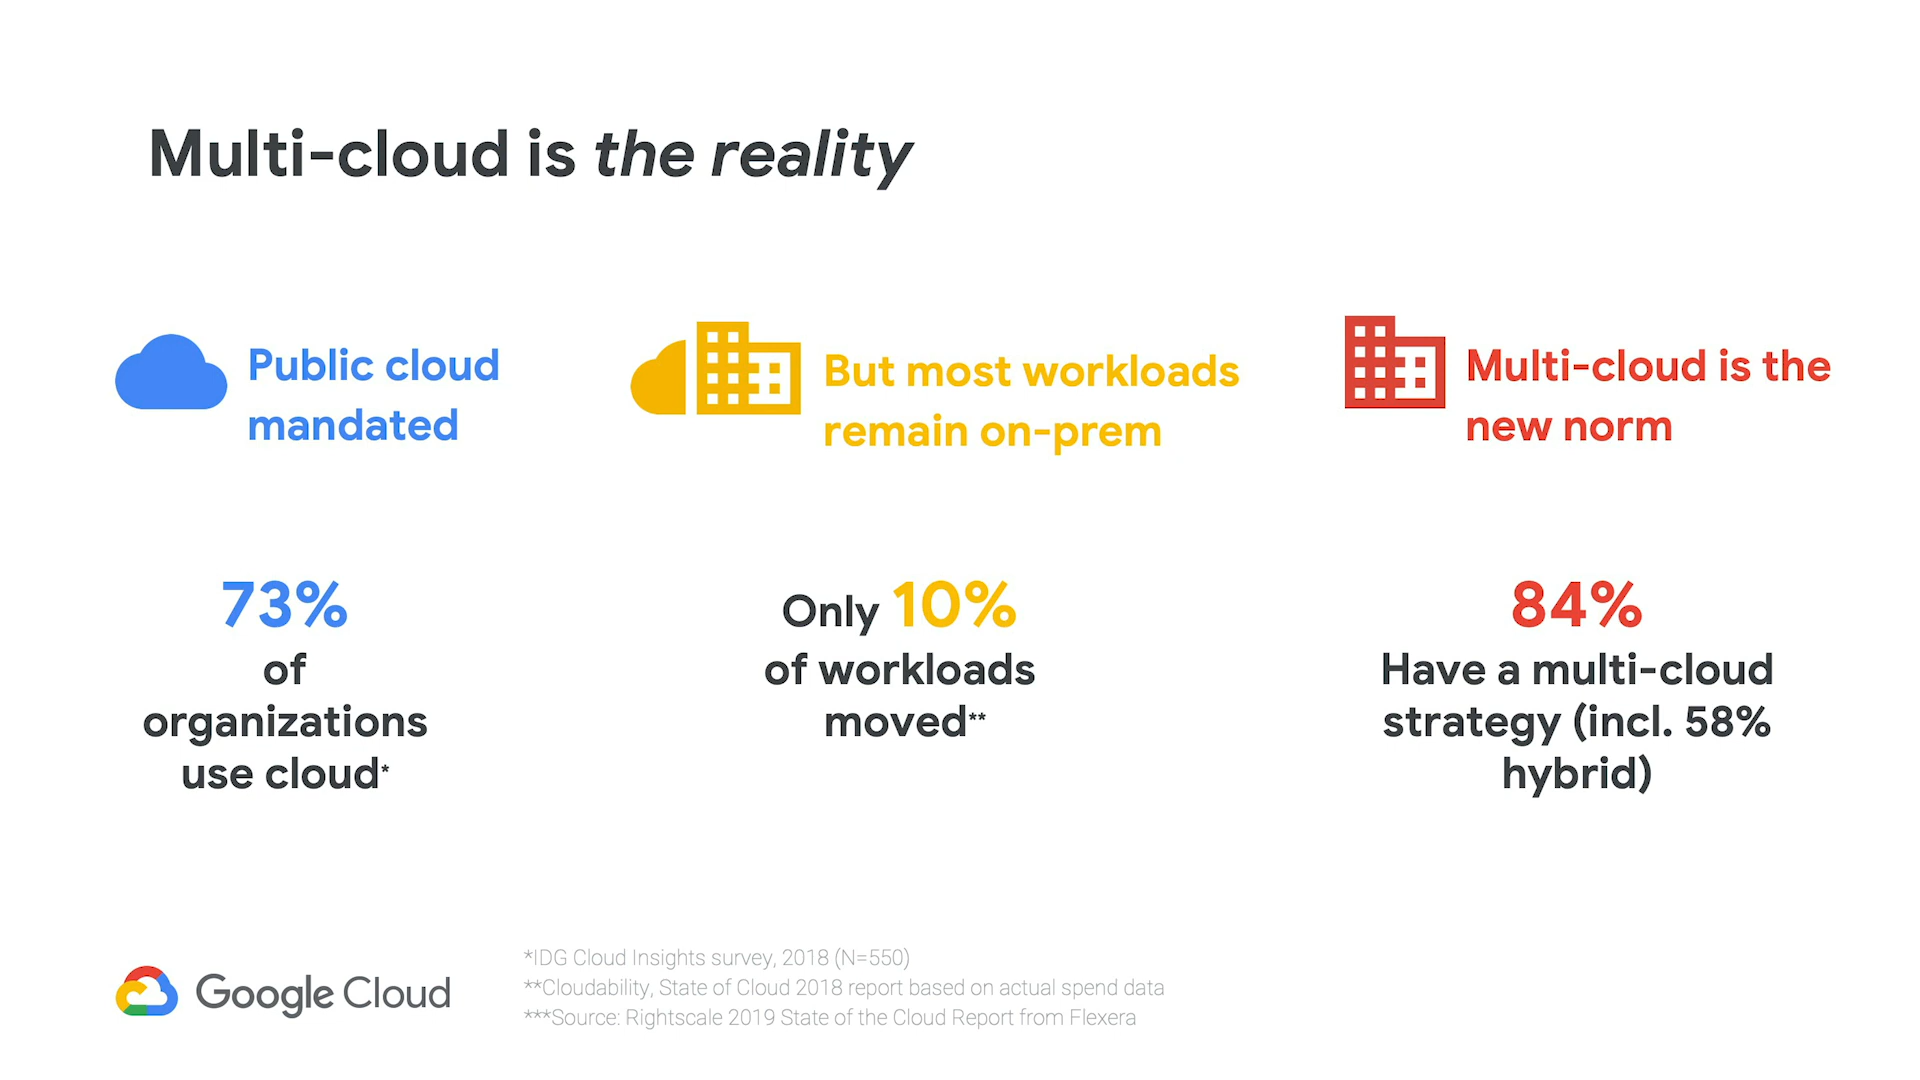 Multi-cloud is the reality
Public cloud
mandated
But most workloads
remain on-prem
Multi-cloud is the
new norm
73%
of
organizations
use cloud*
Only 10%
of workloads
moved**
84%
Have a multi-cloud
strategy (incl. 58%
hybrid)
Google Cloud
*IDG Cloud Insights survey, 2018 (N=550)
**Cloudability, State of Cloud 2018 report based on actual spend data
***Source: Rightscale 2019 State of the Cloud Report from Flexera